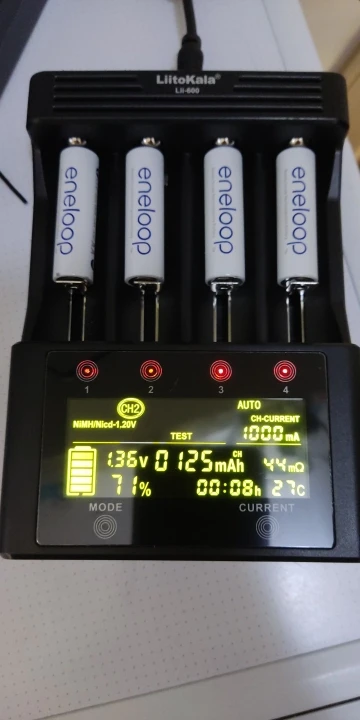 LiitoKala®
Lii-600
eneloop
eneloop
eneloop
eneloop
1 2 3 4
CH2
AUTO
NiMH/Nicd-1.20V
CH-CURRENT
TEST
1000mA
1.36V 0125mAh CH 44mΩ
71% 00:08h 27C
MODE CURRENT